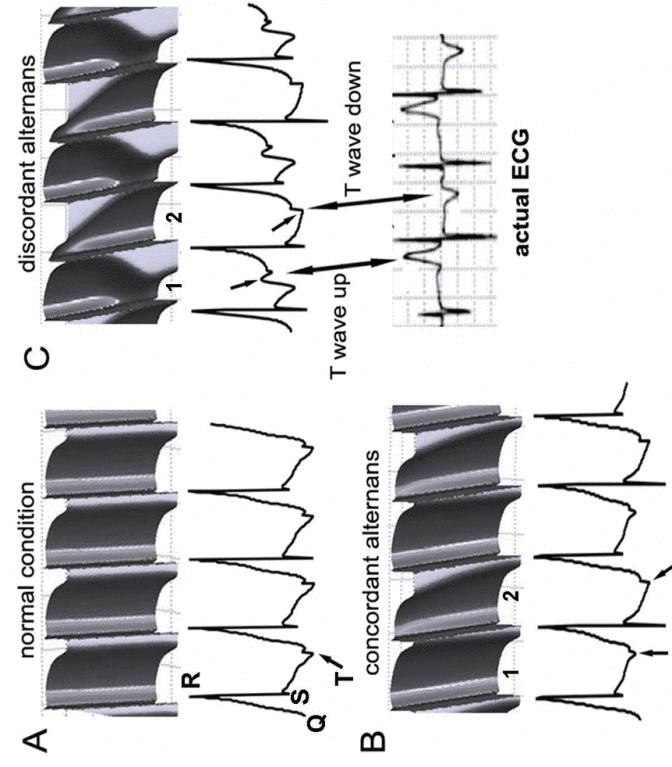 A
normal condition
R
Q
S
T
B
concordant alternans
1
2
C
discordant alternans
1
2
T wave up
T wave down
actual ECG